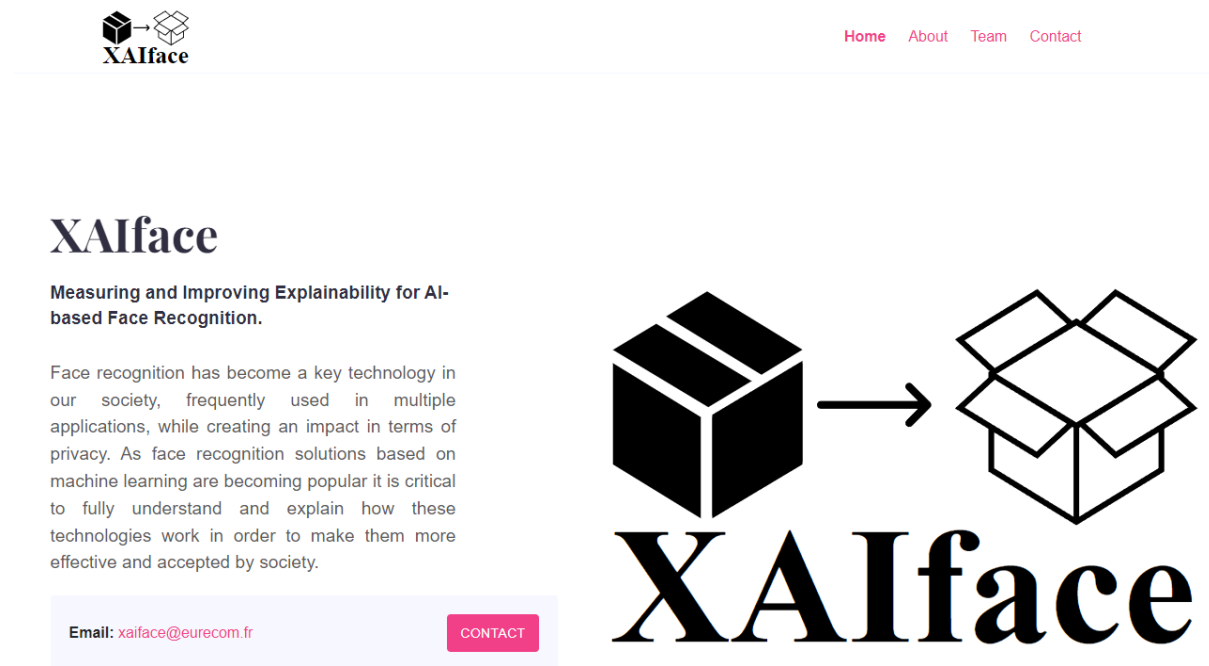 XAIface
Home About Team Contact
XAIface
Measuring and Improving Explainability for AI-
based Face Recognition.
Face recognition has become a key technology in
our society, frequently used in multiple
applications, while creating an impact in terms of
privacy. As face recognition solutions based on
machine learning are becoming popular it is critical
to fully understand and explain how these
technologies work in order to make them more
effective and accepted by society.
Email: xaiface@eurecom.fr
CONTACT
XAIface